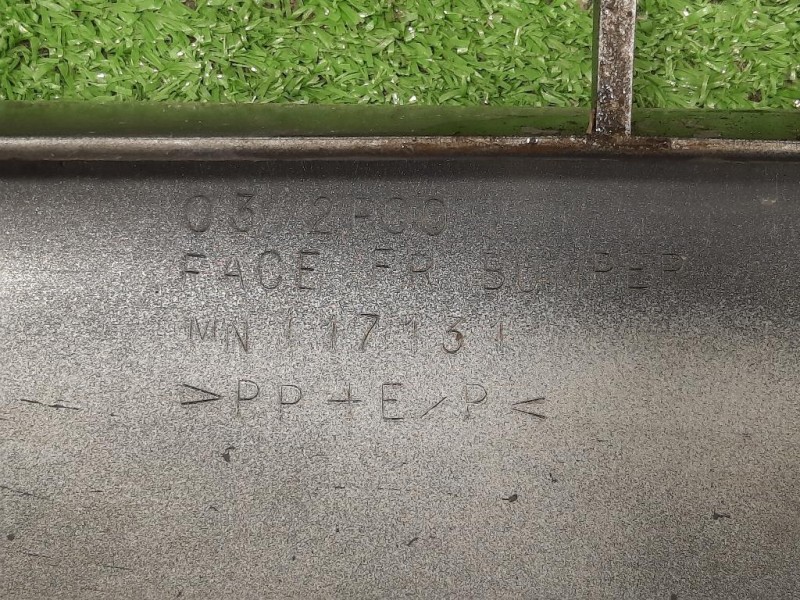 FACE FR BUMPER
MN117131
>PP+E/P<